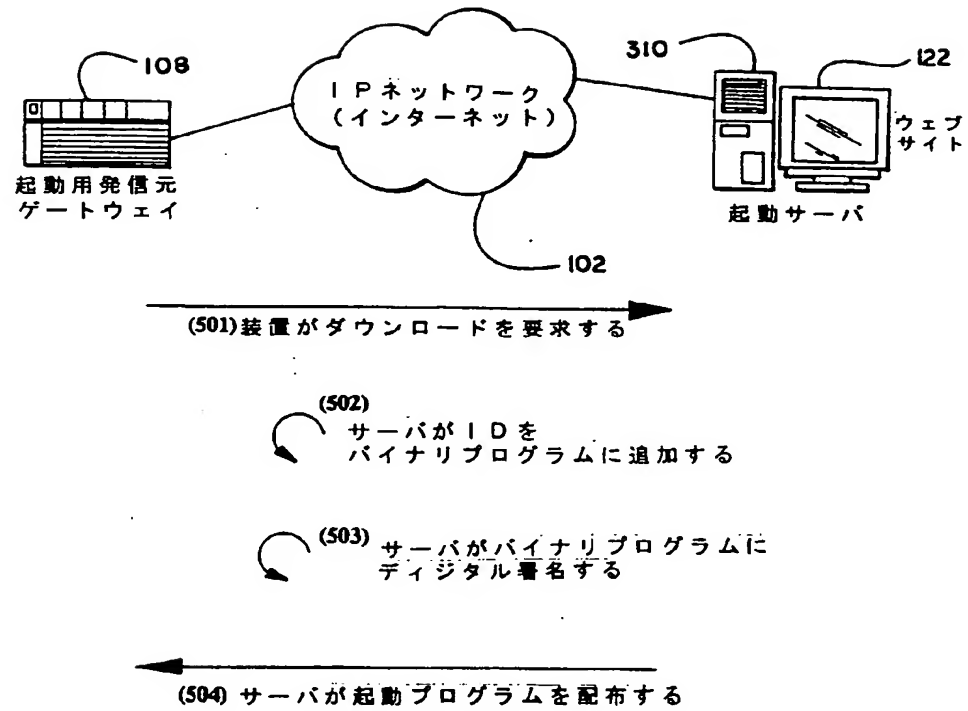 108
IPネットワーク
(インターネット)
310
122
ウェブ
サイト
起動用発信元
ゲートウェイ
起動サーバ
102
(501)装置がダウンロードを要求する
(502)
サーバがIDを
バイナリプログラムに追加する
(503) サーバがバイナリプログラムに
ディジタル署名する
(504) サーバが起動プログラムを配布する